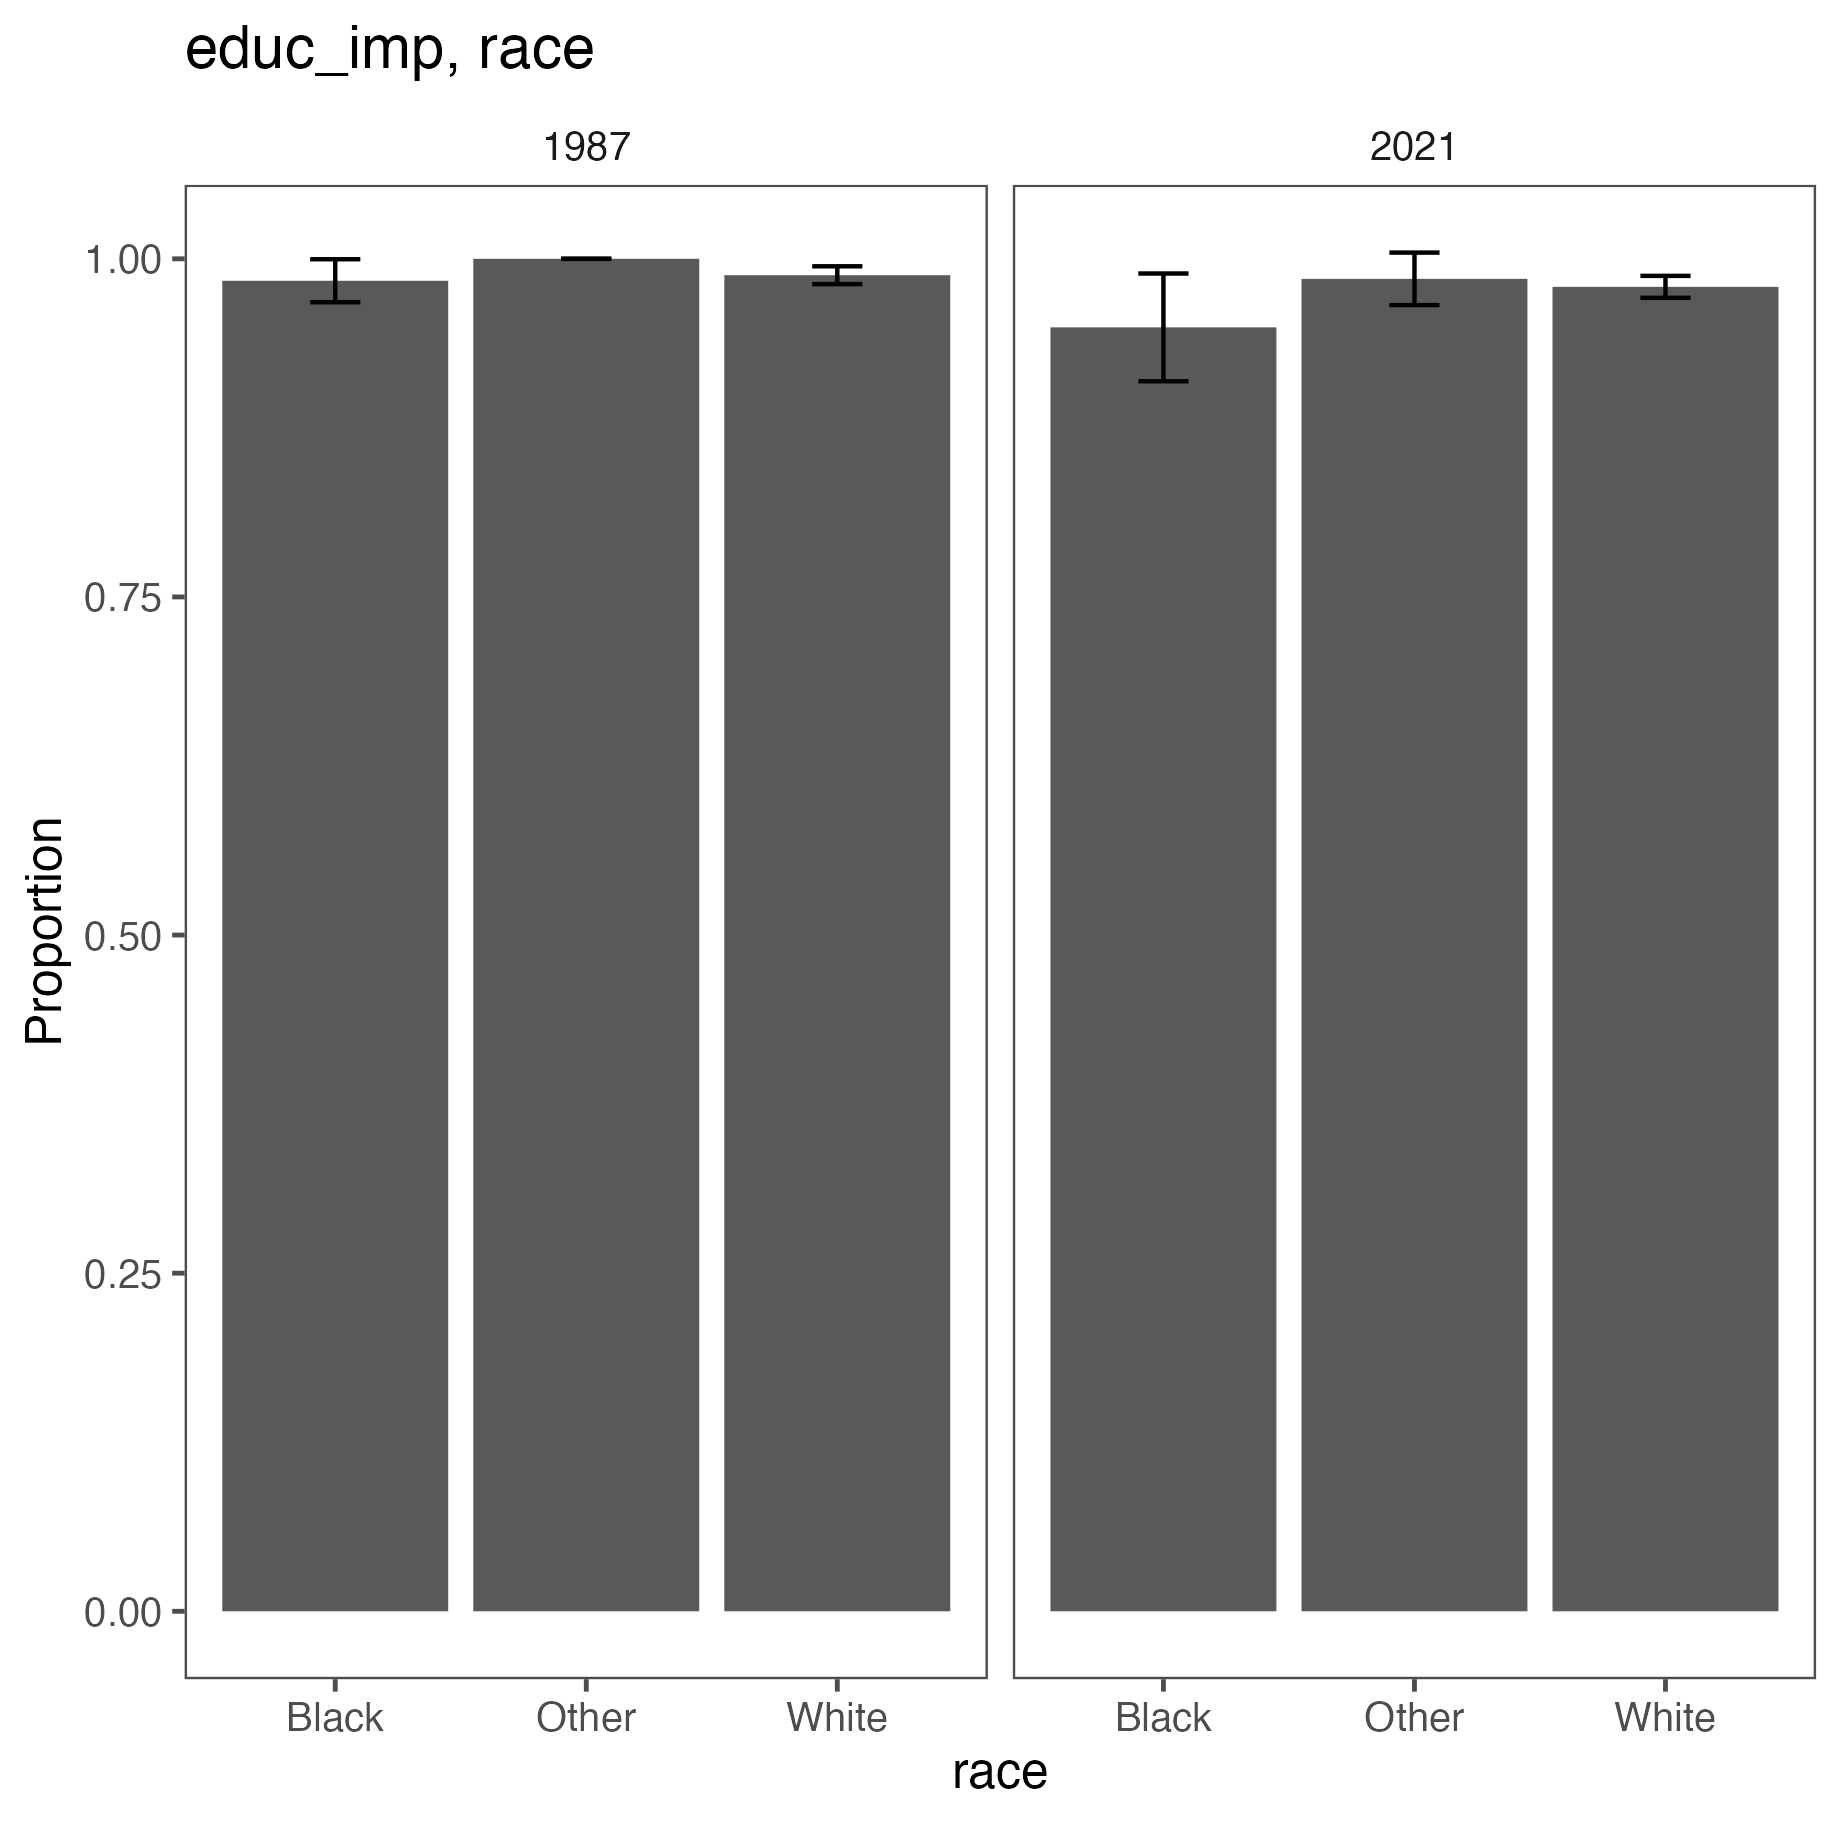 educ_imp, race
1987
2021
1.00
0.75
0.50
0.25
0.00
Proportion
Black Other White
Black Other White
race